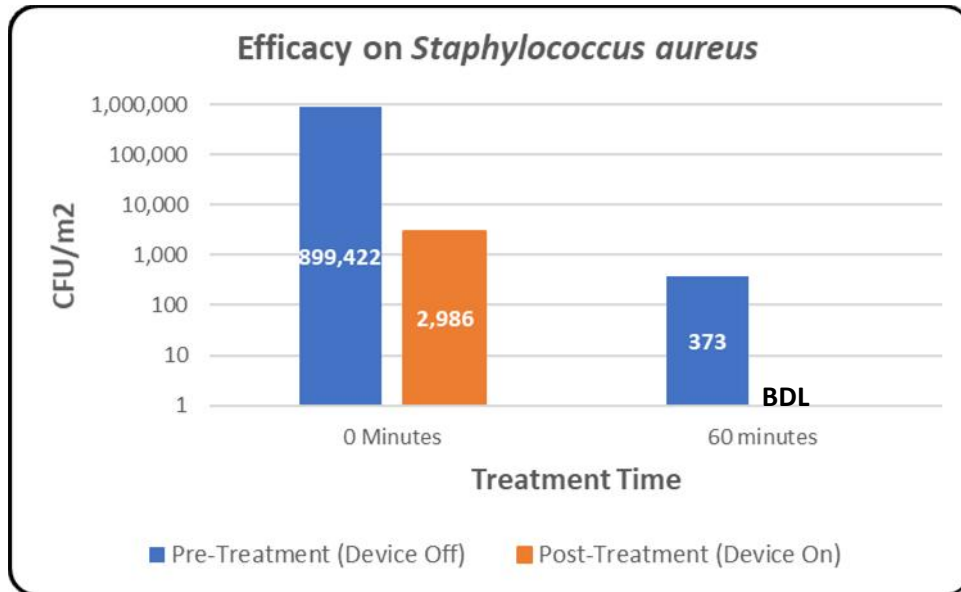 Efficacy on Staphylococcus aureus
CFU/m2
1,000,000
100,000
10,000
1,000
100
10
1
899,422
2,986
373
BDL
0 Minutes
60 minutes
Treatment Time
Pre-Treatment (Device Off)
Post-Treatment (Device On)